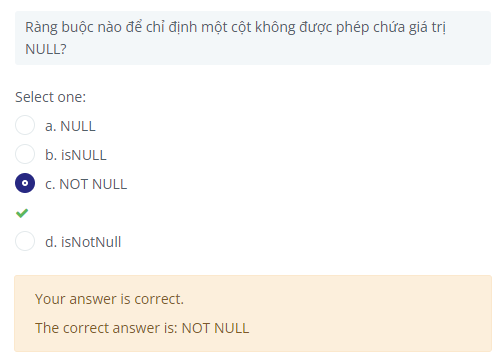 Ràng buộc nào để chỉ định một cột không được phép chứa giá trị
NULL?
Select one:
a. NULL
b. isNULL
c. NOT NULL
d. isNotNull
Your answer is correct.
The correct answer is: NOT NULL